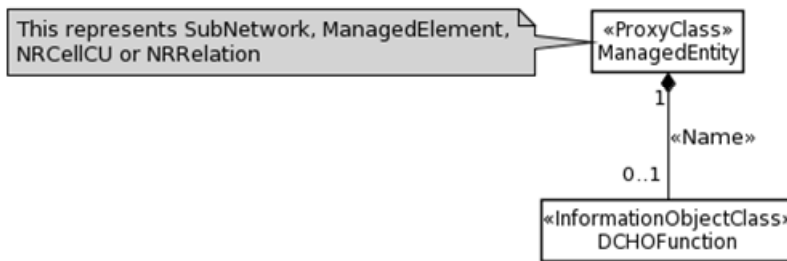 This represents SubNetwork, ManagedElement,
NRCellCU or NRRelation
«ProxyClass»
ManagedEntity
1
«Name»
0..1
«InformationObjectClass»
DCHOFunction